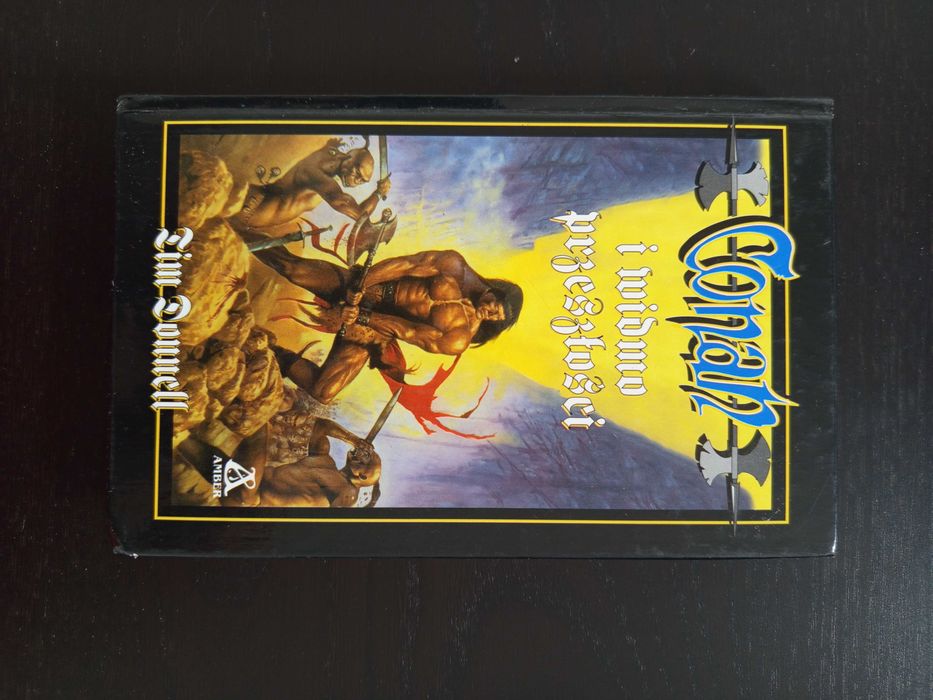 Conan
i widmo
przeszłości
Tim Donnell
AMBER